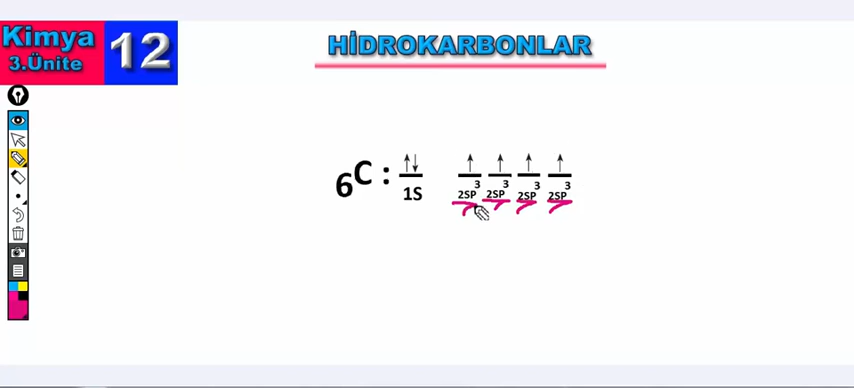 Kimya 12
3.Ünite
HİDROKARBONLAR
6C : ↑↓ ↑ ↑ ↑ ↑
1S 2SP3 2SP3 2SP3 2SP3